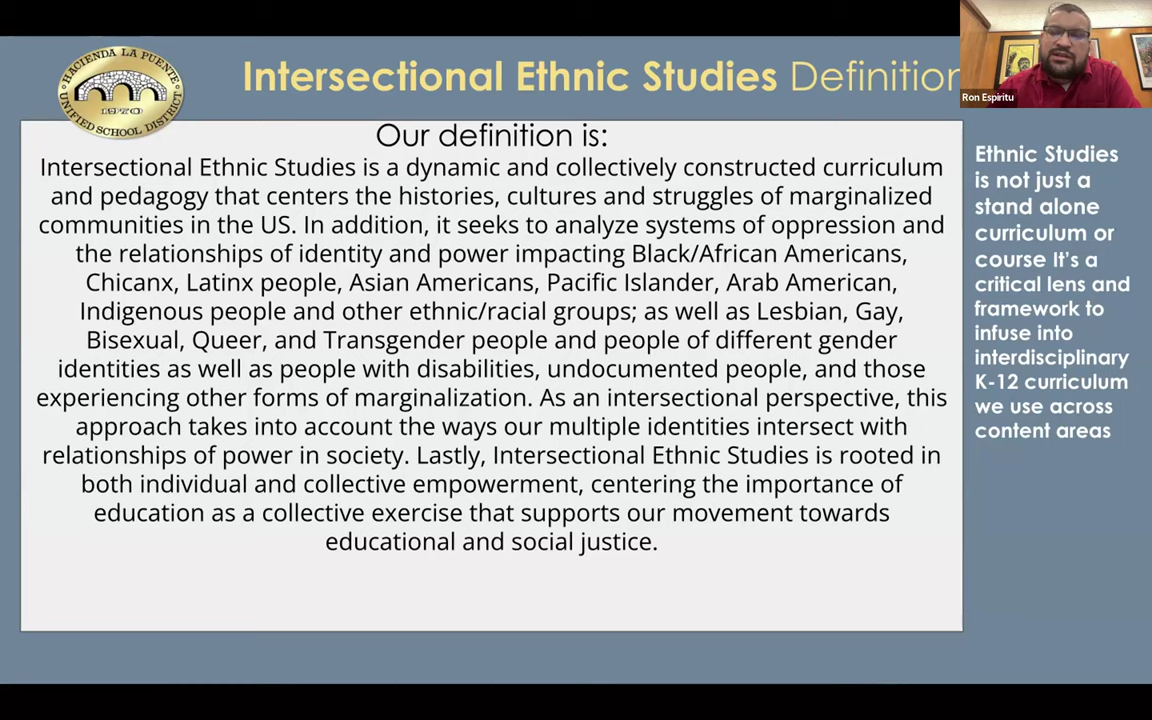 HACIENDA LA PUENTE
1970
UNIFIED SCHOOL DISTRICT
Intersectional Ethnic Studies Definition
Ron Espiritu
Our definition is:
Intersectional Ethnic Studies is a dynamic and collectively constructed curriculum
and pedagogy that centers the histories, cultures and struggles of marginalized
communities in the US. In addition, it seeks to analyze systems of oppression and
the relationships of identity and power impacting Black/African Americans,
Chicanx, Latinx people, Asian Americans, Pacific Islander, Arab American,
Indigenous people and other ethnic/racial groups; as well as Lesbian, Gay,
Bisexual, Queer, and Transgender people and people of different gender
identities as well as people with disabilities, undocumented people, and those
experiencing other forms of marginalization. As an intersectional perspective, this
approach takes into account the ways our multiple identities intersect with
relationships of power in society. Lastly, Intersectional Ethnic Studies is rooted in
both individual and collective empowerment, centering the importance of
education as a collective exercise that supports our movement towards
educational and social justice.
Ethnic Studies
is not just a
stand alone
curriculum or
course It's a
critical lens and
framework to
infuse into
interdisciplinary
K-12 curriculum
we use across
content areas